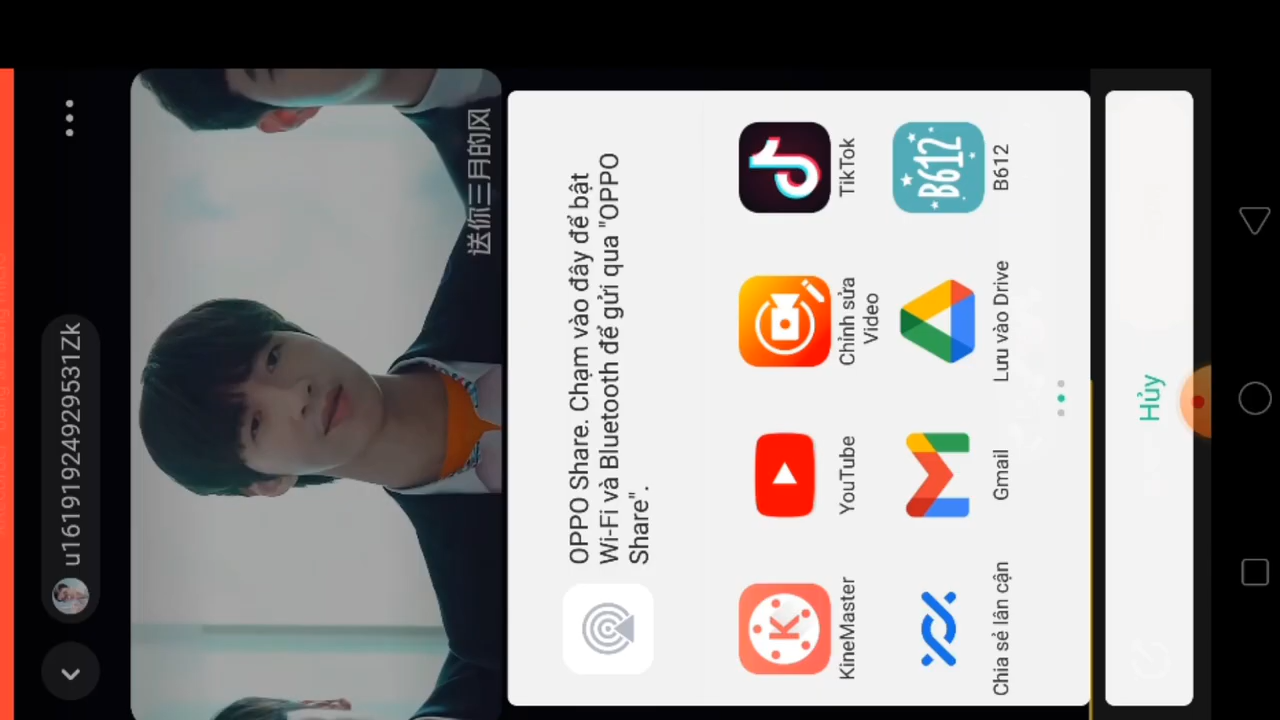 u16191924929531Zk
送你三月的风
OPPO Share. Chạm vào đây để bật
Wi-Fi và Bluetooth để gửi qua "OPPO
Share".
KineMaster
YouTube
Chỉnh sửa
Video
TikTok
Chia sẻ lân cận
Gmail
Lưu vào Drive
B612
B612
Hủy